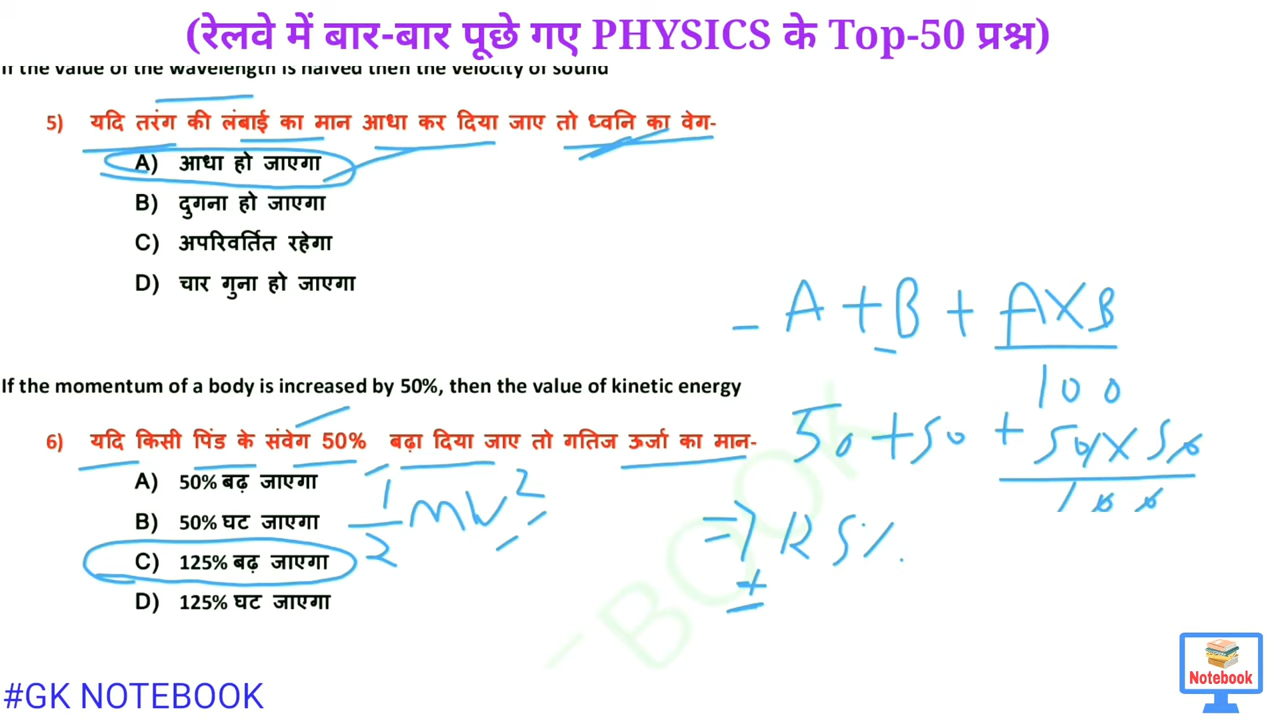 (रेलवे में बार-बार पूछे गए PHYSICS के Top-50 प्रश्न)
If the value of the wavelength is halved then the velocity of sound
5) यदि तरंग की लंबाई का मान आधा कर दिया जाए तो ध्वनि का वेग-
A) आधा हो जाएगा
B) दुगना हो जाएगा
C) अपरिवर्तित रहेगा
D) चार गुना हो जाएगा
- A + B + A×B
100
If the momentum of a body is increased by 50%, then the value of kinetic energy
50 + 50 + 50×50
100
6) यदि किसी पिंड के संवेग 50% बढ़ा दिया जाए तो गतिज ऊर्जा का मान-
A) 50% बढ़ जाएगा
B) 50% घट जाएगा
1/2 mv²
C) 125% बढ़ जाएगा
=> 125%
+
D) 125% घट जाएगा
BOOK
#GK NOTEBOOK
Notebook